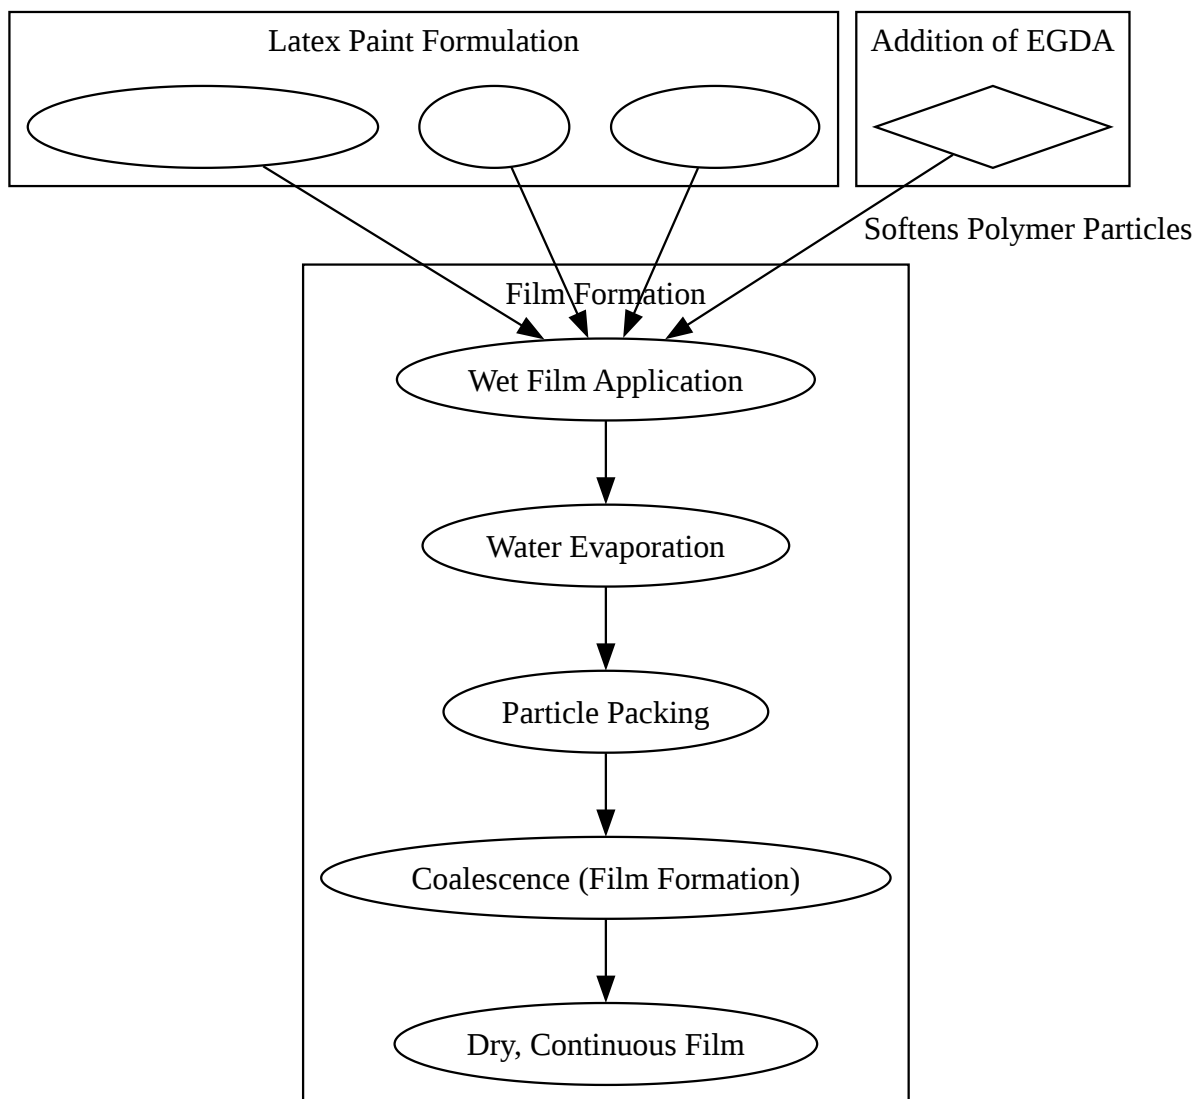 Latex Paint Formulation
Addition of EGDA
Softens Polymer Particles
Film Formation
Wet Film Application
Water Evaporation
Particle Packing
Coalescence (Film Formation)
Dry, Continuous Film